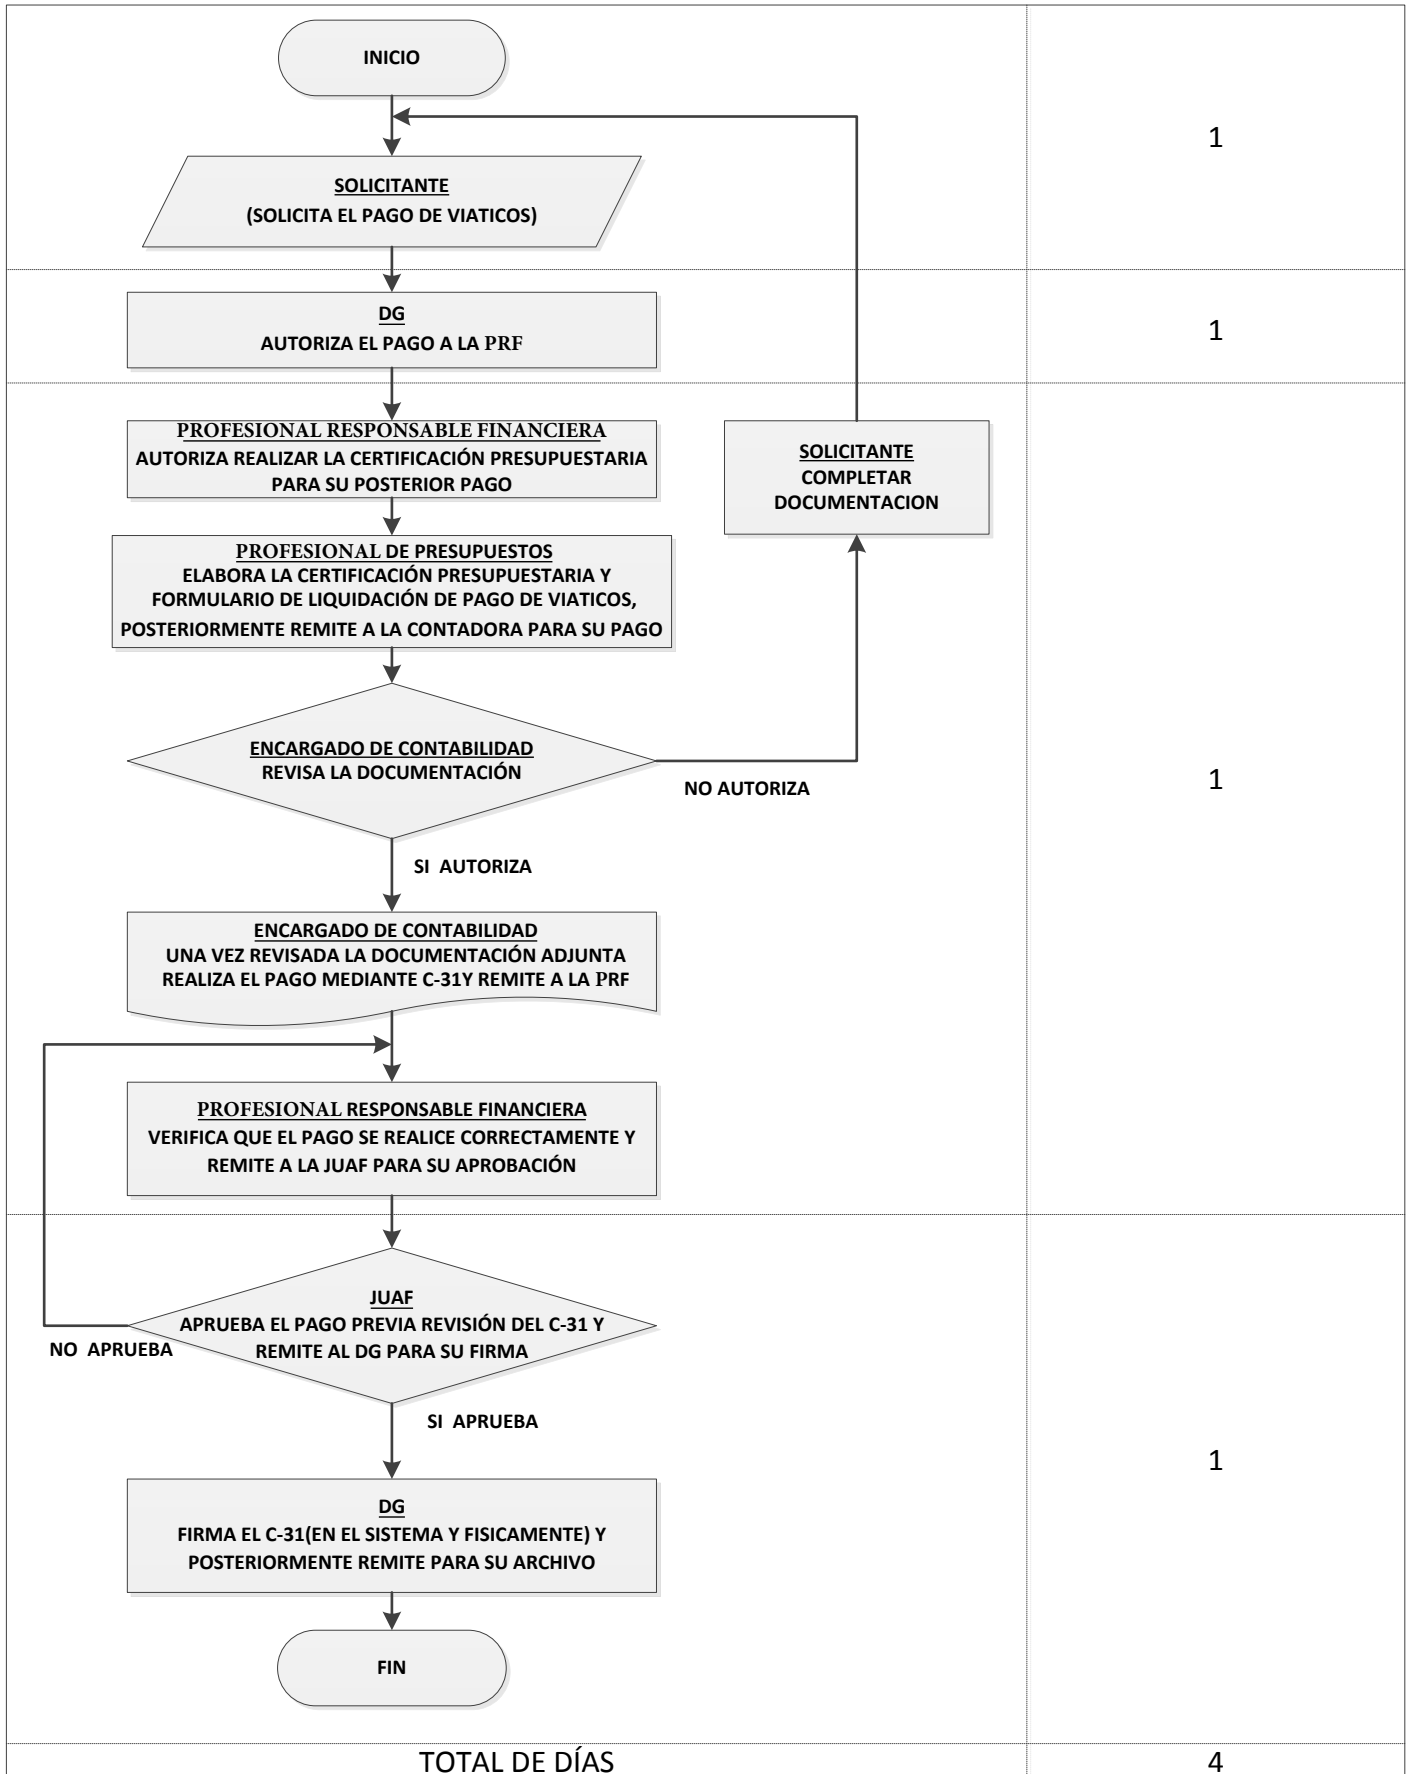 INICIO
1
SOLICITANTE
(SOLICITA EL PAGO DE VIATICOS)
DG
AUTORIZA EL PAGO A LA PRF
1
PROFESIONAL RESPONSABLE FINANCIERA
AUTORIZA REALIZAR LA CERTIFICACIÓN PRESUPUESTARIA
PARA SU POSTERIOR PAGO
SOLICITANTE
COMPLETAR
DOCUMENTACION
PROFESIONAL DE PRESUPUESTOS
ELABORA LA CERTIFICACIÓN PRESUPUESTARIA Y
FORMULARIO DE LIQUIDACIÓN DE PAGO DE VIATICOS,
POSTERIORMENTE REMITE A LA CONTADORA PARA SU PAGO
ENCARGADO DE CONTABILIDAD
REVISA LA DOCUMENTACIÓN
NO AUTORIZA
1
SI  AUTORIZA
ENCARGADO DE CONTABILIDAD
UNA VEZ REVISADA LA DOCUMENTACIÓN ADJUNTA
REALIZA EL PAGO MEDIANTE C-31Y REMITE A LA PRF
PROFESIONAL RESPONSABLE FINANCIERA
VERIFICA QUE EL PAGO SE REALICE CORRECTAMENTE Y
REMITE A LA JUAF PARA SU APROBACIÓN
JUAF
APRUEBA EL PAGO PREVIA REVISIÓN DEL C-31 Y
REMITE AL DG PARA SU FIRMA
NO  APRUEBA
SI  APRUEBA
1
DG
FIRMA EL C-31(EN EL SISTEMA Y FISICAMENTE) Y
POSTERIORMENTE REMITE PARA SU ARCHIVO
FIN
TOTAL DE DÍAS
4